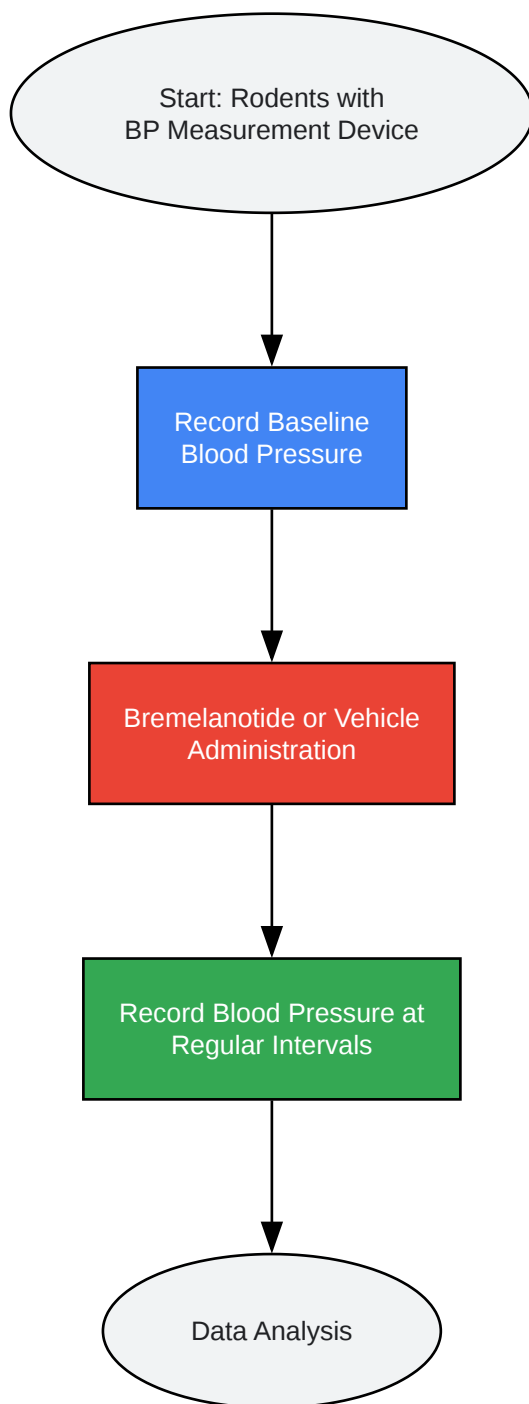 Start: Rodents with
BP Measurement Device
Record Baseline
Blood Pressure
Bremelanotide or Vehicle
Administration
Record Blood Pressure at
Regular Intervals
Data Analysis